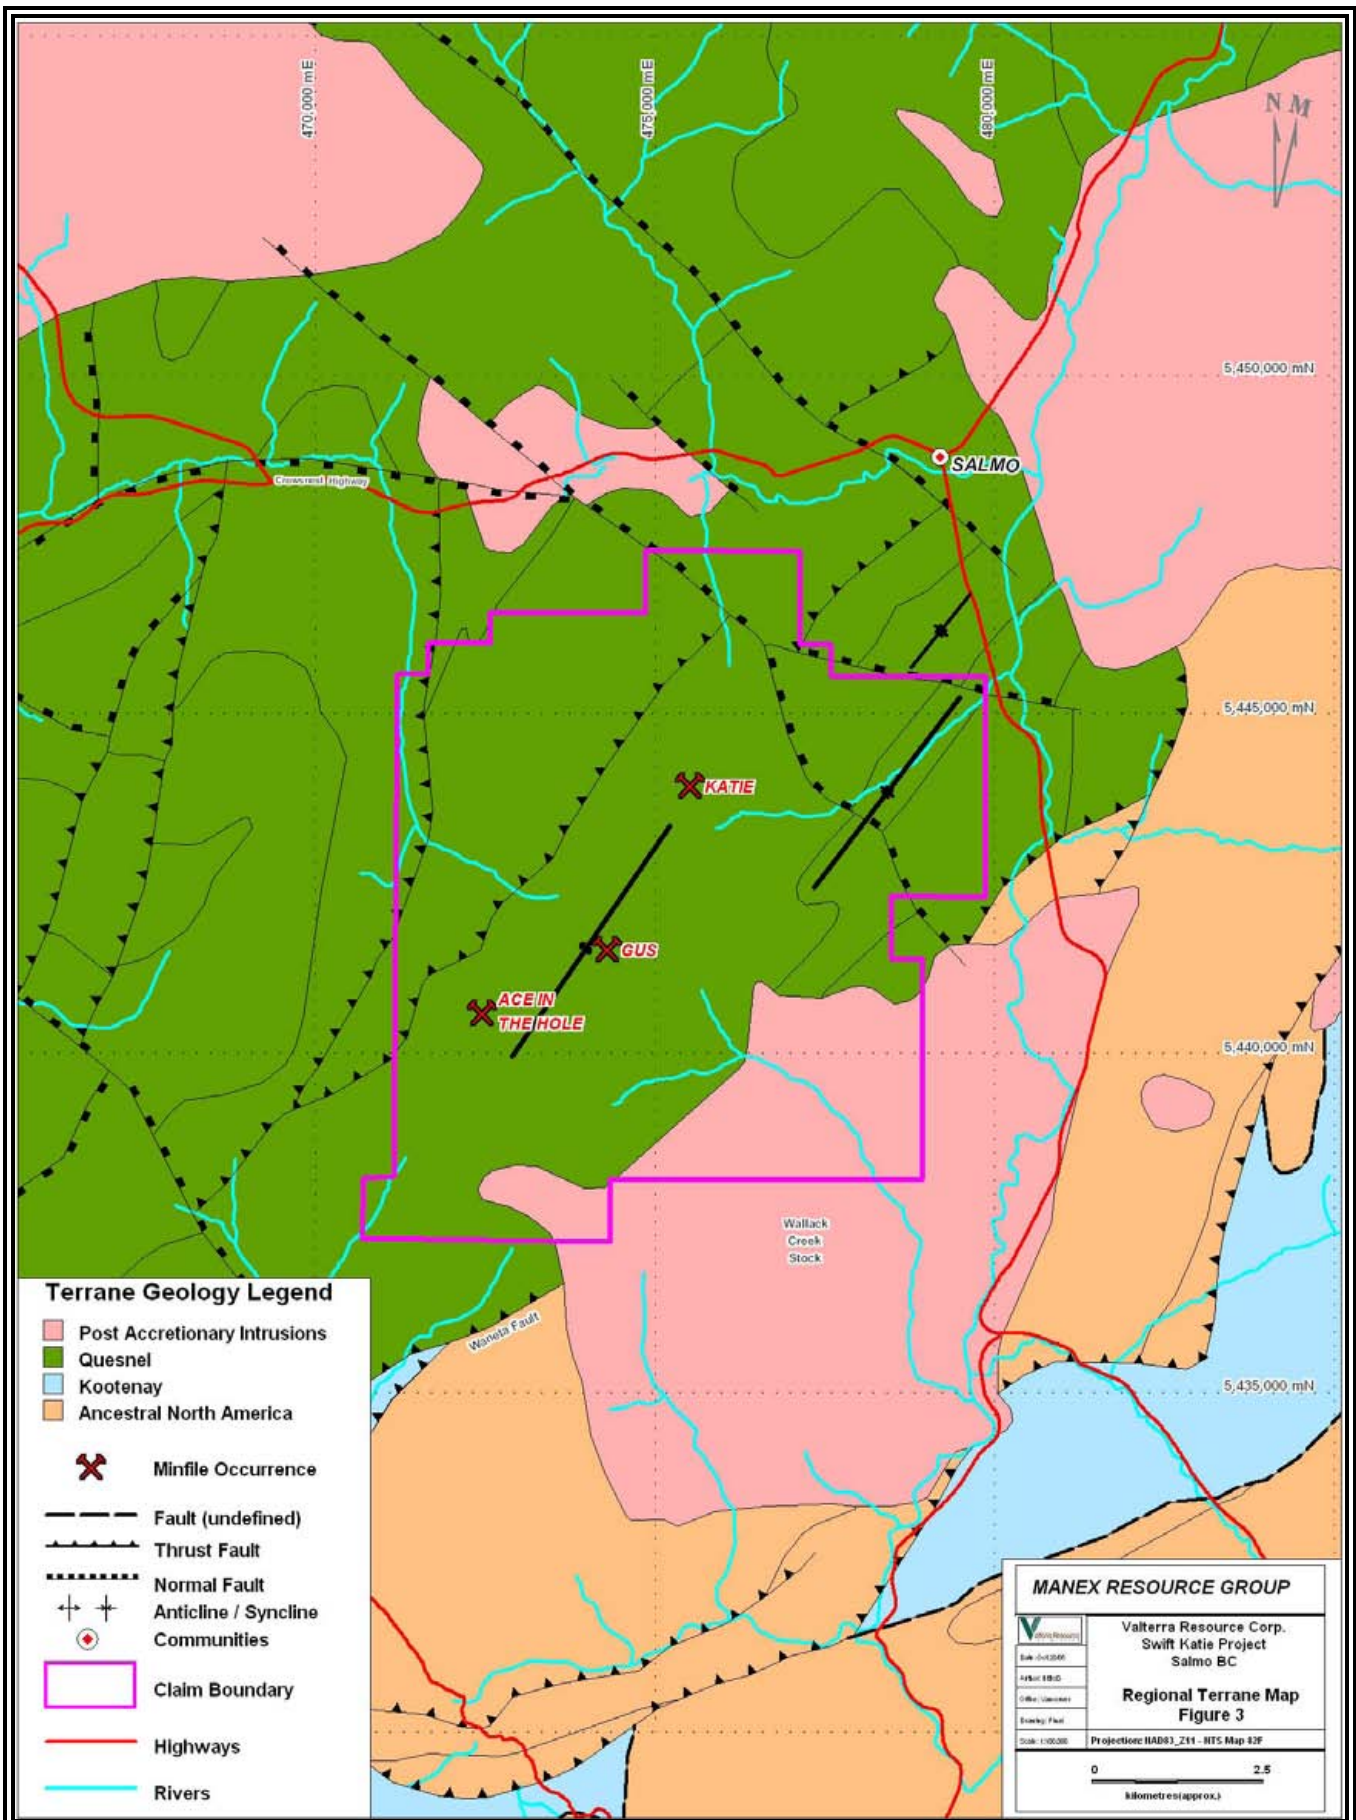 470,000 mE
475,000 mE
480,000 mE
N M
5,450,000 mN
SALMO
Crowsnest Highway
5,445,000 mN
KATIE
GUS
ACE IN
THE HOLE
5,440,000 mN
Wallack
Creek
Stock
Waneta Fault
5,435,000 mN
Terrane Geology Legend
Post Accretionary Intrusions
Quesnel
Kootenay
Ancestral North America
Minfile Occurrence
Fault (undefined)
Thrust Fault
Normal Fault
Anticline / Syncline
Communities
Claim Boundary
Highways
Rivers
MANEX RESOURCE GROUP
Valterra Resource Corp.
Swift Katie Project
Salmo BC
Regional Terrane Map
Figure 3
Office: Vancouver
Drawing: Final
Projection: NAD83_Z11 - NTS Map 82F
0 2.5
kilometres(approx.)